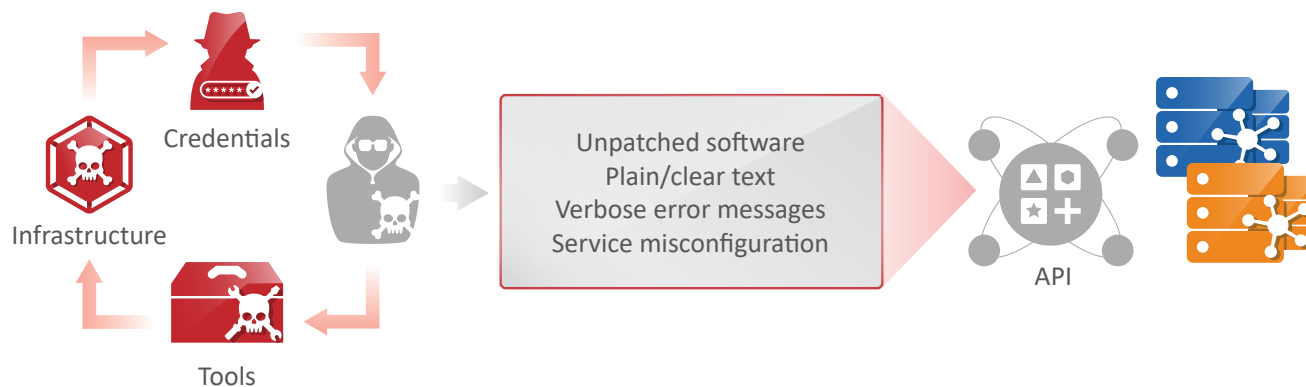 Credentials
Infrastructure
Tools
Unpatched software
Plain/clear text
Verbose error messages
Service misconfiguration
API